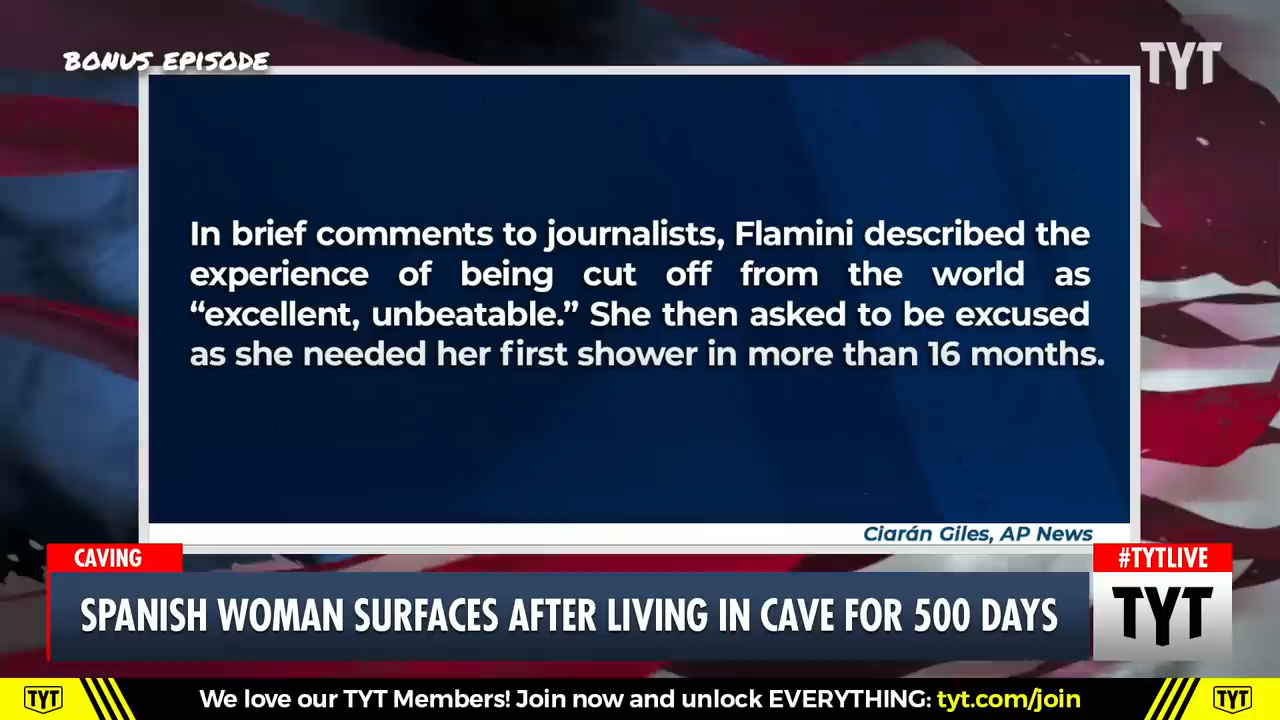 BONUS EPISODE
TYT
In brief comments to journalists, Flamini described the
experience of being cut off from the world as
“excellent, unbeatable.” She then asked to be excused
as she needed her first shower in more than 16 months.
Ciarán Giles, AP News
CAVING
#TYTLIVE
SPANISH WOMAN SURFACES AFTER LIVING IN CAVE FOR 500 DAYS
TYT
TYT
We love our TYT Members! Join now and unlock EVERYTHING: tyt.com/join
TYT